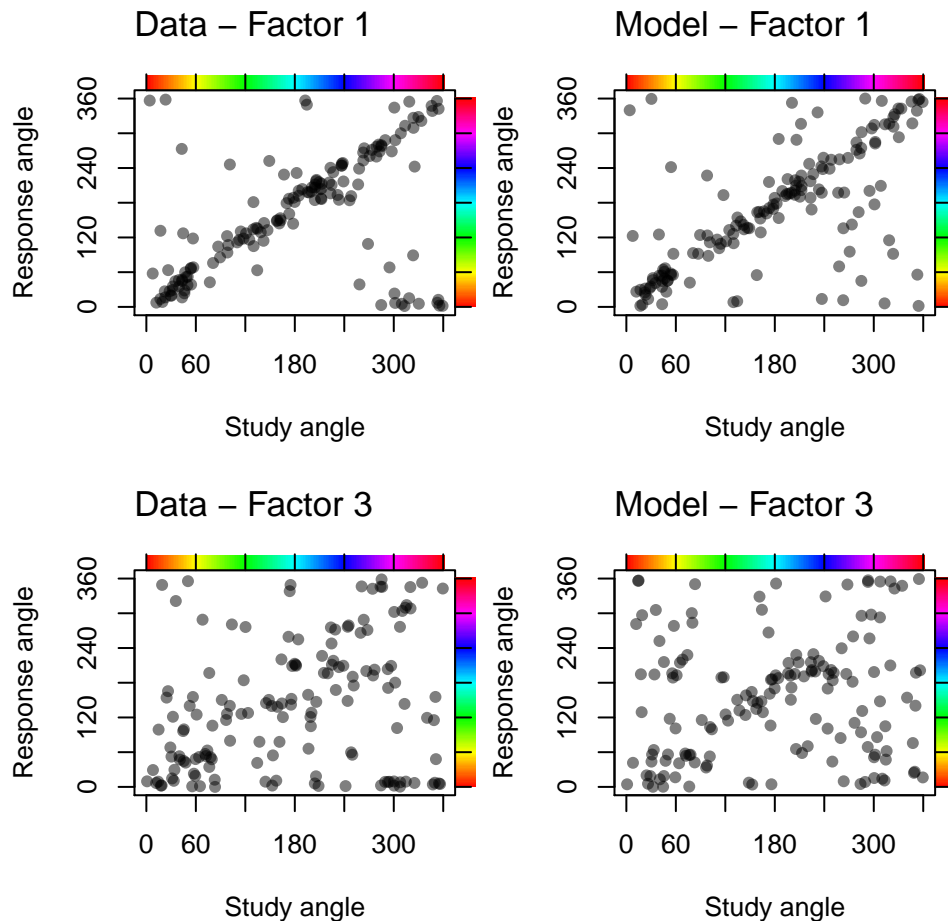 Data – Factor 1
Response angle
0 120 240 360
0 60 180 300
Study angle
Model – Factor 1
Response angle
0 120 240 360
0 60 180 300
Study angle
Data – Factor 3
Response angle
0 120 240 360
0 60 180 300
Study angle
Model – Factor 3
Response angle
0 120 240 360
0 60 180 300
Study angle